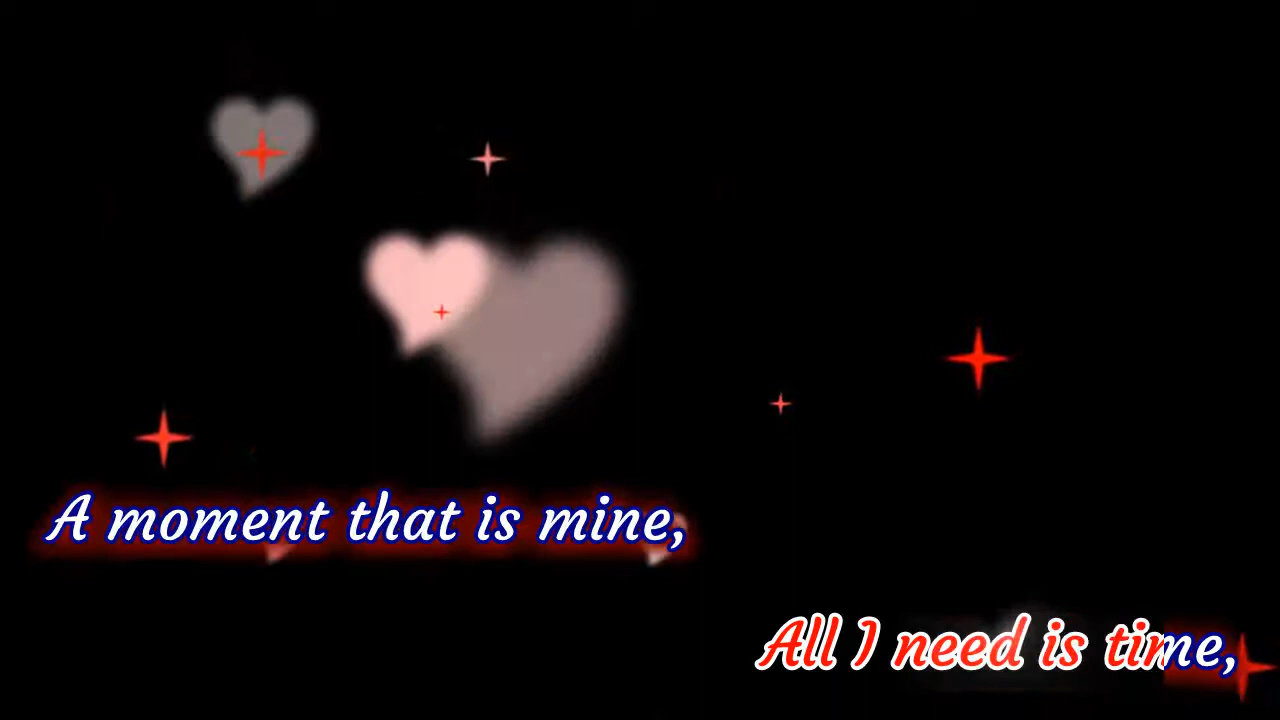 A moment that is mine,
All I need is time,